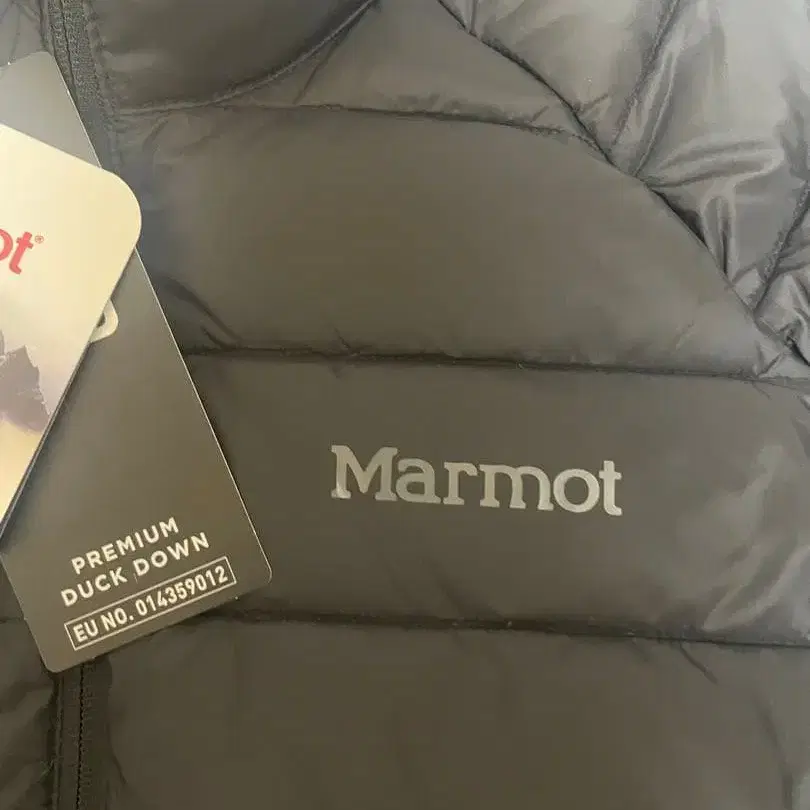 ot®
PREMIUM
DUCK DOWN
EU NO. 014359012
Marmot